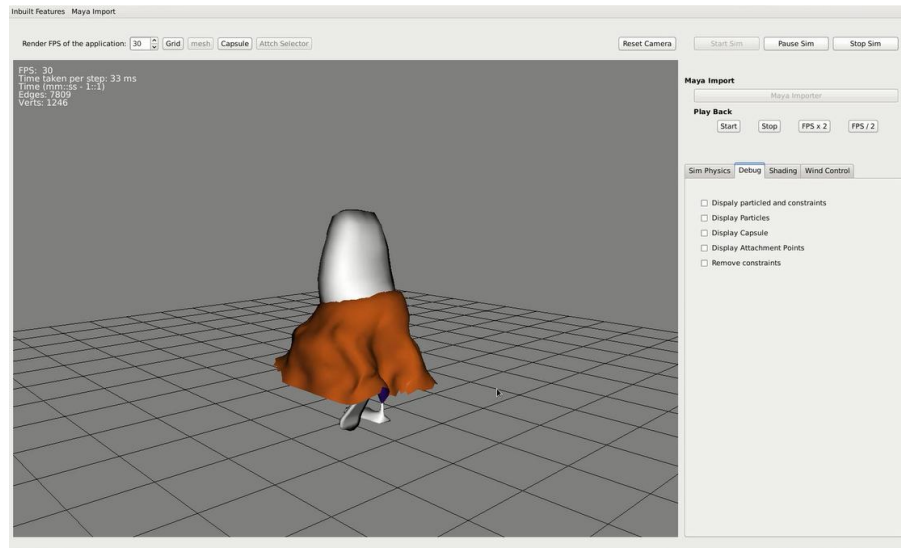 Inbuilt Features Maya Import
Render FPS of the application: 30 Grid mesh Capsule Attch Selector Reset Camera Start Sim Pause Sim Stop Sim
FPS: 30
Time taken per step: 33 ms
Time (mm::ss - 1::1)
Edges: 7809
Verts: 1246
Maya Import
Maya Importer
Play Back
Start Stop FPS x 2 FPS / 2
Sim Physics Debug Shading Wind Control
Dispaly particled and constraints
Display Particles
Display Capsule
Display Attachment Points
Remove constraints